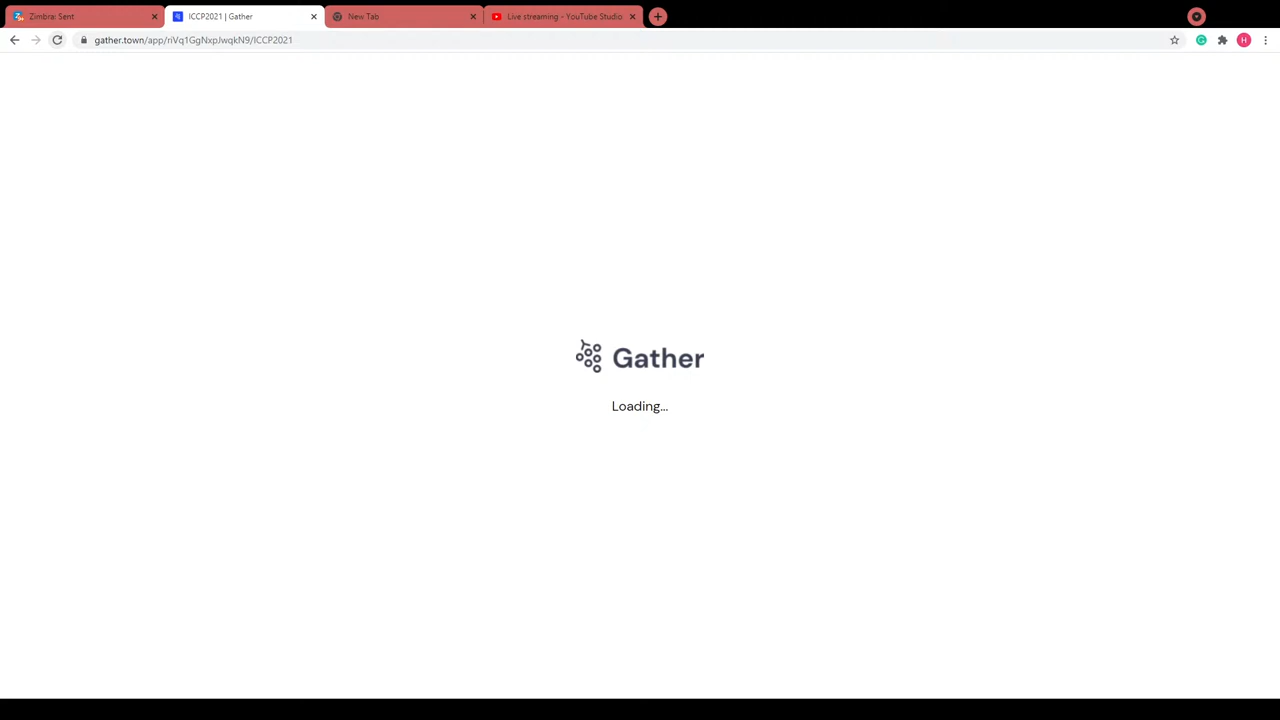 Zimbra: Sent
ICCP2021 | Gather
New Tab
Live streaming - YouTube Studio
gather.town/app/riVq1GgNxpJwqkN9/ICCP2021
H
Gather
Loading...